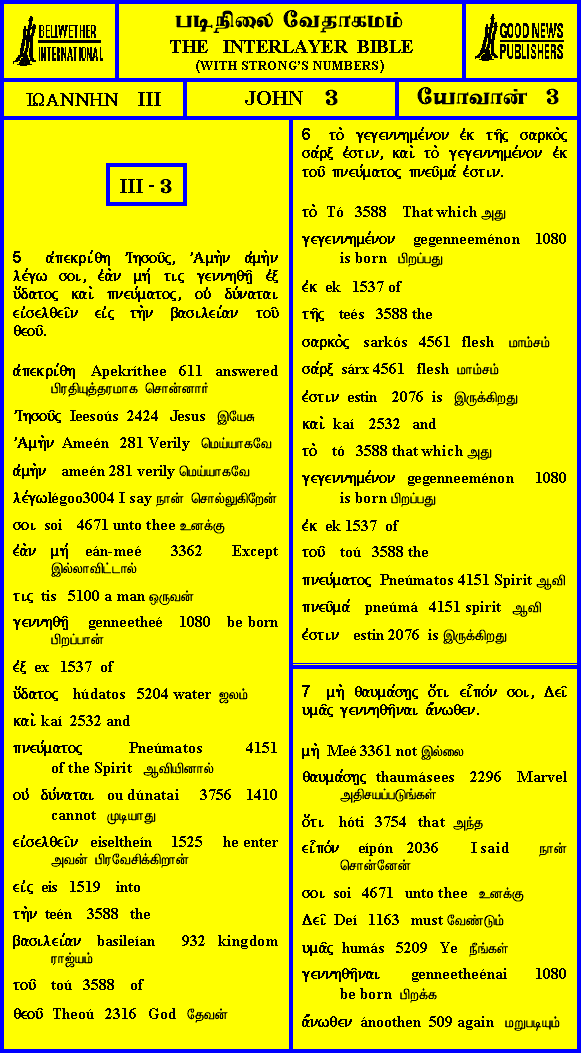 BELLWETHER
INTERNATIONAL
படிநிலை வேதாகமம்
THE INTERLAYER BIBLE
(WITH STRONG'S NUMBERS)
GOOD NEWS
PUBLISHERS
ΙΩΑΝΝΗΝ III
JOHN 3
யோவான் 3
III - 3
5 ἀπεκρίθη Ἰησοῦς, Ἀμὴν ἀμὴν
λέγω σοι, ἐὰν μή τις γεννηθῇ ἐξ
ὕδατος καὶ πνεύματος, οὐ δύναται
εἰσελθεῖν εἰς τὴν βασιλείαν τοῦ
θεοῦ.
ἀπεκρίθη Apekríthee 611 answered
பிரதியுத்தரமாக சொன்னார்
Ἰησοῦς Ieesoús 2424 Jesus இயேசு
Ἀμὴν Ameén 281 Verily மெய்யாகவே
ἀμὴν ameén 281 verily மெய்யாகவே
λέγωlégoo3004 I say நான் சொல்லுகிறேன்
σοι soi 4671 unto thee உனக்கு
ἐὰν μή eán-meé 3362 Except
இல்லாவிட்டால்
τις tis 5100 a man ஒருவன்
γεννηθῇ genneetheé 1080 be born
பிறப்பான்
ἐξ ex 1537 of
ὕδατος húdatos 5204 water ஜலம்
καὶ kaí 2532 and
πνεύματος Pneúmatos 4151
of the Spirit ஆவியினால்
οὐ δύναται ou dúnatai 3756 1410
cannot முடியாது
εἰσελθεῖν eiseltheín 1525 he enter
அவன் பிரவேசிக்கிறான்
εἰς eis 1519 into
τὴν teén 3588 the
βασιλείαν basileían 932 kingdom
ராஜ்யம்
τοῦ toú 3588 of
θεοῦ Theoú 2316 God தேவன்
6 τὸ γεγεννημένον ἐκ τῆς σαρκὸς
σάρξ ἐστιν, καὶ τὸ γεγεννημένον ἐκ
τοῦ πνεύματος πνεῦμά ἐστιν.
τὸ Tó 3588 That which அது
γεγεννημένον gegenneeménon 1080
is born பிறப்பது
ἐκ ek 1537 of
τῆς teés 3588 the
σαρκὸς sarkós 4561 flesh மாம்சம்
σάρξ sárx 4561 flesh மாம்சம்
ἐστιν estin 2076 is இருக்கிறது
καὶ kaí 2532 and
τὸ tó 3588 that which அது
γεγεννημένον gegenneeménon 1080
is born பிறப்பது
ἐκ ek 1537 of
τοῦ toú 3588 the
πνεύματος Pneúmatos 4151 Spirit ஆவி
πνεῦμά pneúmá 4151 spirit ஆவி
ἐστιν estin 2076 is இருக்கிறது
7 μὴ θαυμάσῃς ὅτι εἶπόν σοι, Δεῖ
υμᾶς γεννηθῆναι ἄνωθεν.
μὴ Meé 3361 not இல்லை
θαυμάσῃς thaumásees 2296 Marvel
அதிசயப்படுங்கள்
ὅτι hóti 3754 that அந்த
εἶπόν eípón 2036 I said நான்
சொன்னேன்
σοι soi 4671 unto thee உனக்கு
Δεῖ Deí 1163 must வேண்டும்
υμᾶς humás 5209 Ye நீங்கள்
γεννηθῆναι genneetheénai 1080
be born பிறக்க
ἄνωθεν ánoothen 509 again மறுபடியும்